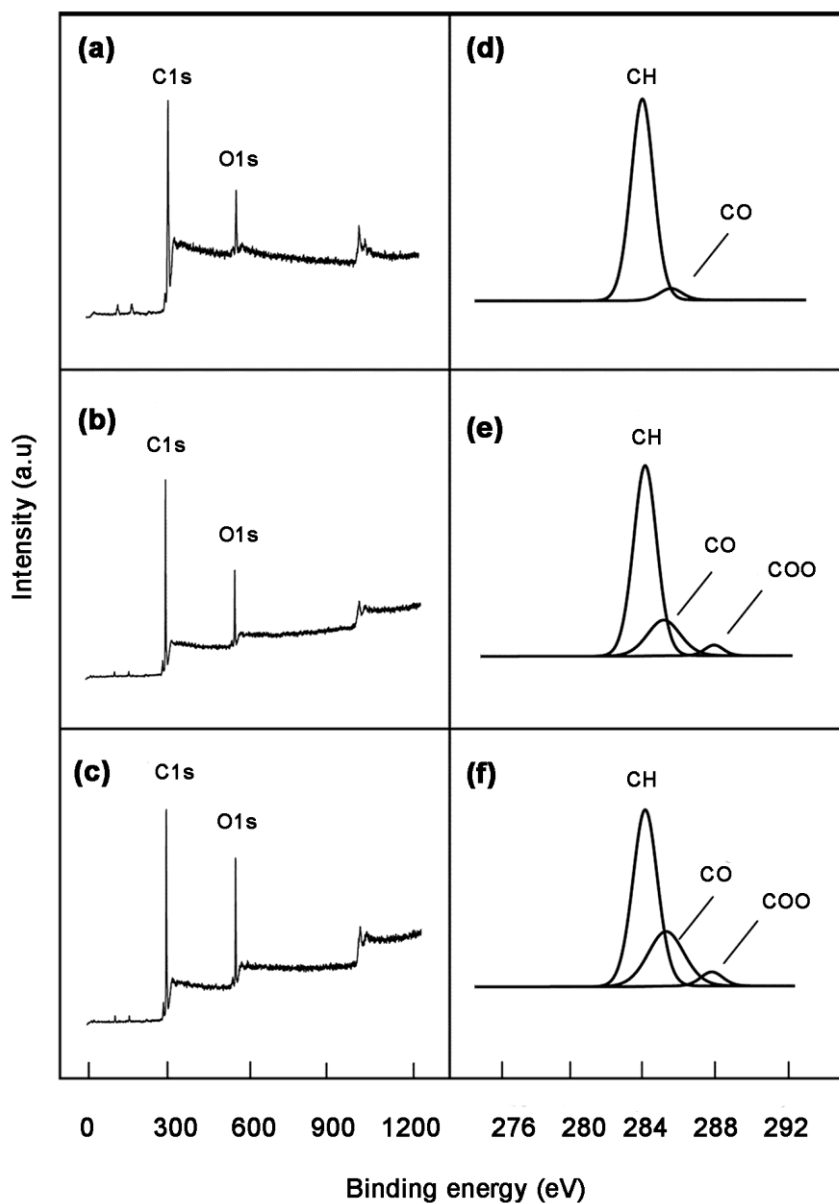 (a)
C1s
O1s
(d)
CH
CO
(b)
C1s
O1s
(e)
CH
CO
COO
(c)
C1s
O1s
(f)
CH
CO
COO
Intensity (a.u)
0 300 600 900 1200 276 280 284 288 292
Binding energy (eV)